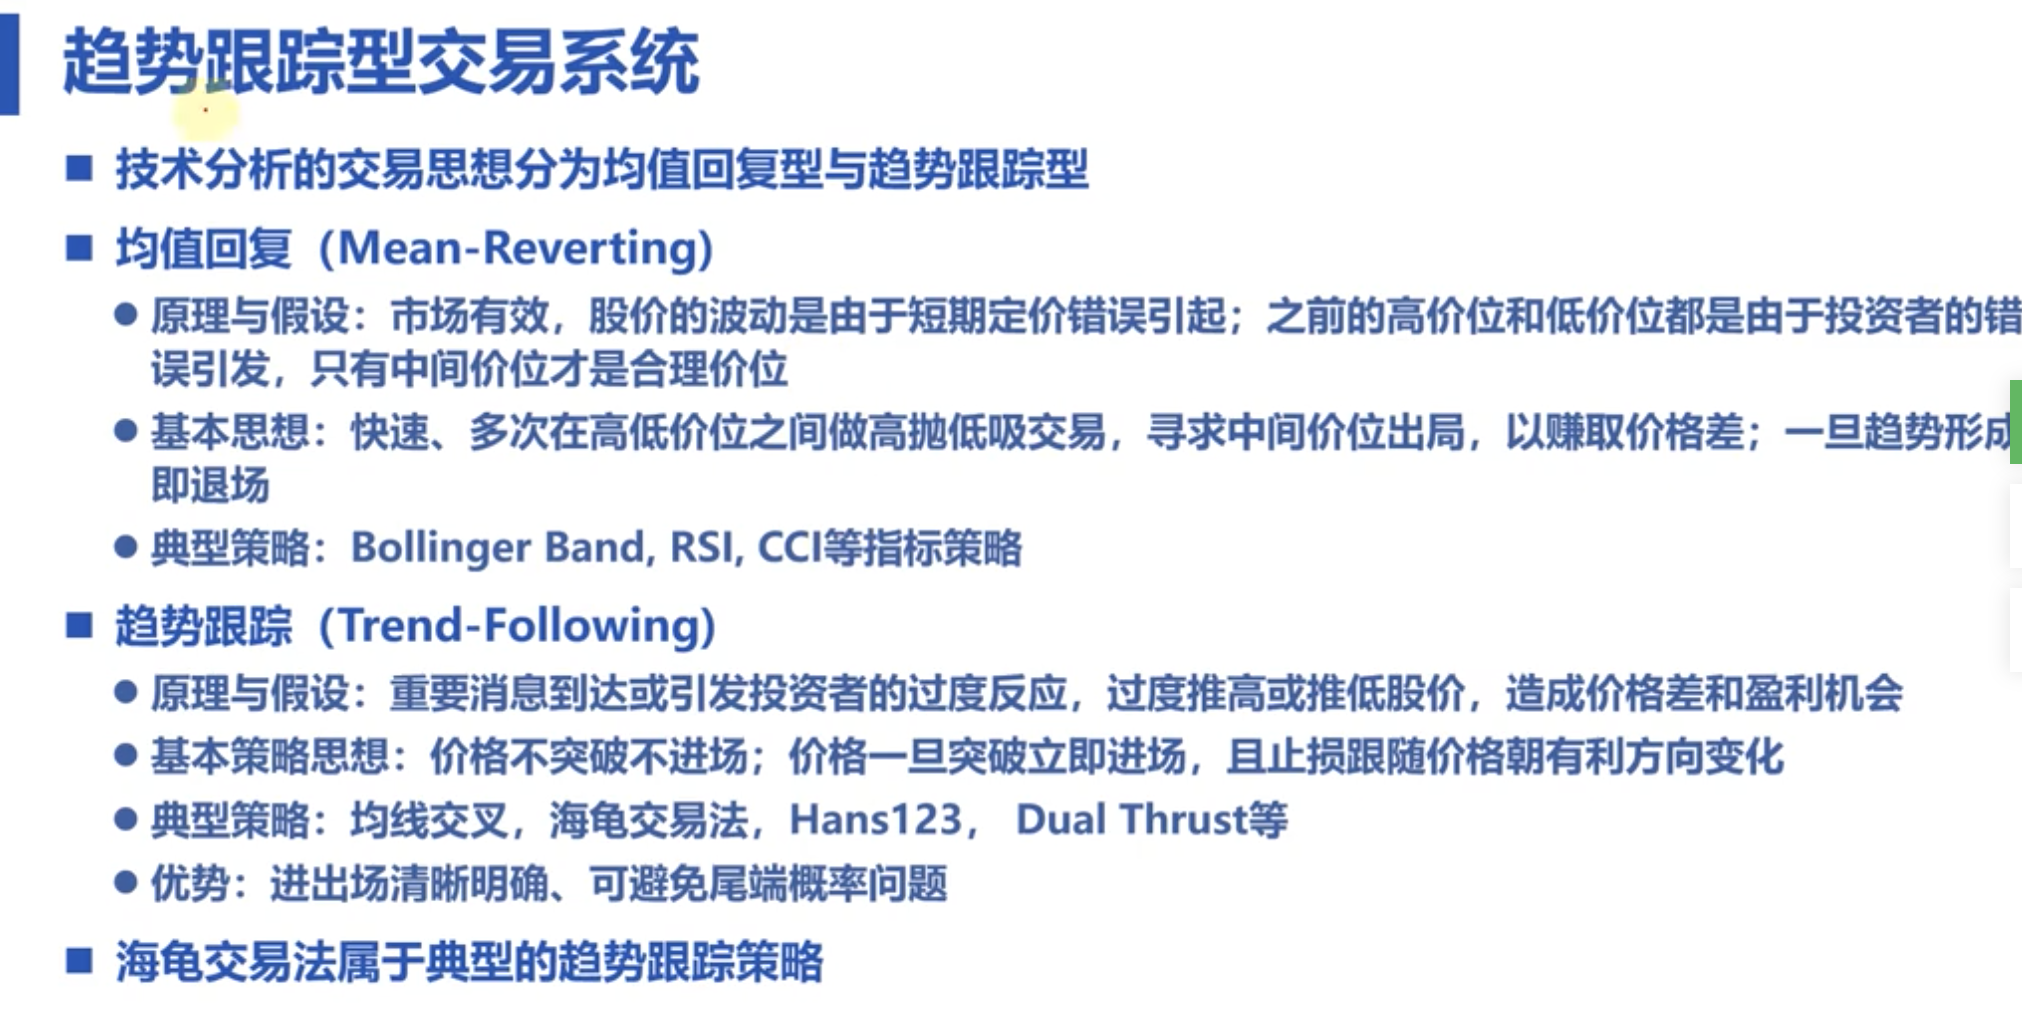 趋势跟踪型交易系统
技术分析的交易思想分为均值回复型与趋势跟踪型
均值回复（Mean-Reverting）
原理与假设：市场有效，股价的波动是由于短期定价错误引起；之前的高价位和低价位都是由于投资者的错
误引发，只有中间价位才是合理价位
基本思想：快速、多次在高低价位之间做高抛低吸交易，寻求中间价位出局，以赚取价格差；一旦趋势形成
即退场
典型策略：Bollinger Band, RSI, CCI等指标策略
趋势跟踪（Trend-Following）
原理与假设：重要消息到达或引发投资者的过度反应，过度推高或推低股价，造成价格差和盈利机会
基本策略思想：价格不突破不进场；价格一旦突破立即进场，且止损跟随价格朝有利方向变化
典型策略：均线交叉，海龟交易法，Hans123， Dual Thrust等
优势：进出场清晰明确、可避免尾端概率问题
海龟交易法属于典型的趋势跟踪策略